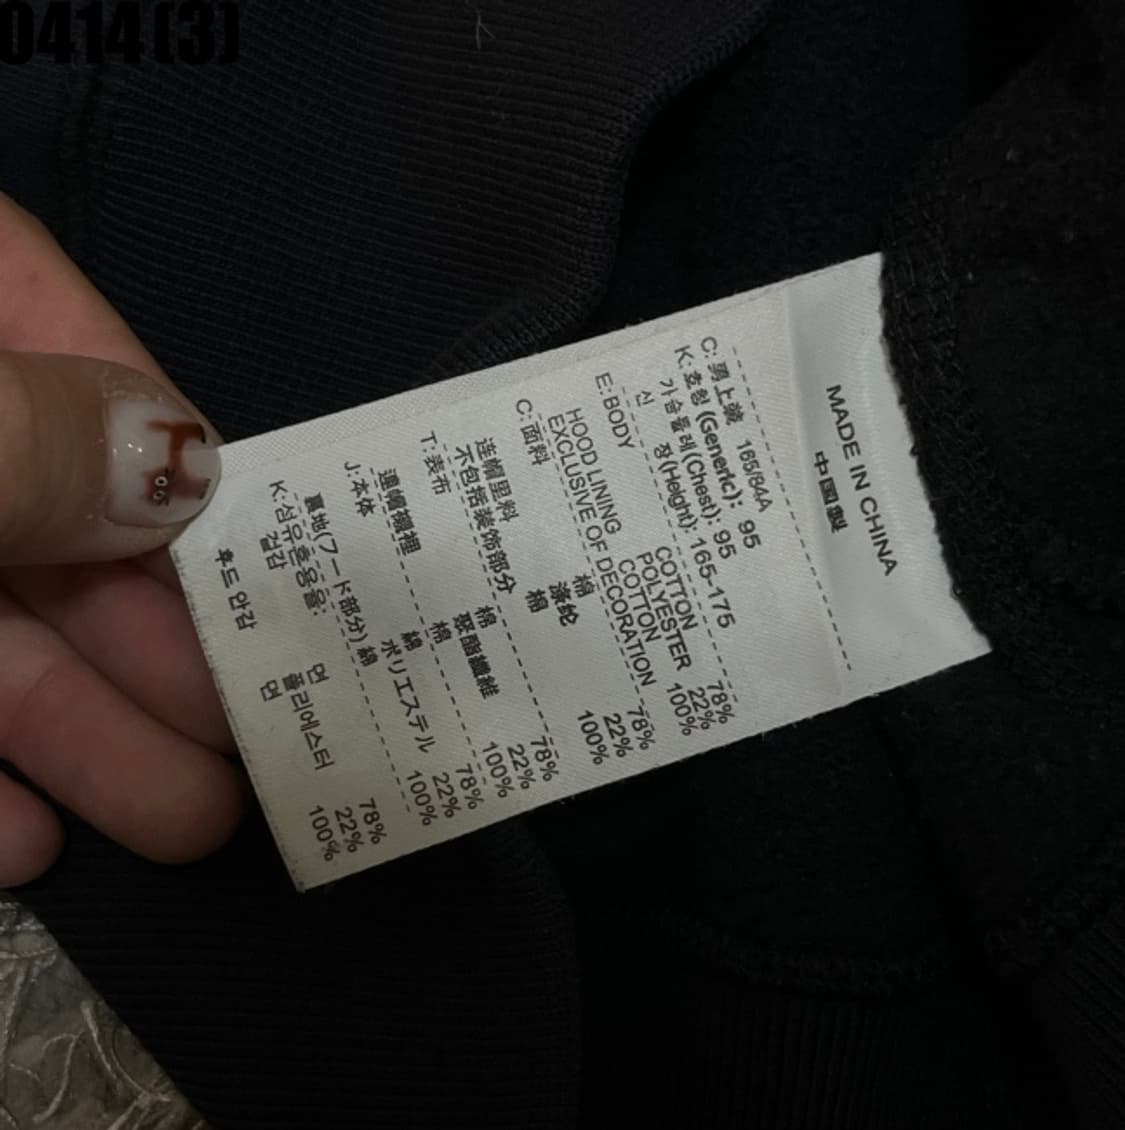 0414(3)
MADE IN CHINA
中国製
C: 男上裝 165/84A
K: 호칭 (Generic): 95
가슴둘레(Chest): 95
신 장(Height): 165-175
E: BODY COTTON 78%
POLYESTER 22%
HOOD LINING COTTON 100%
EXCLUSIVE OF DECORATION
C: 面料 棉 78%
涤纶 22%
连帽里料 棉 100%
不包括装饰部分
T: 表布 棉 78%
聚酯纖維 22%
連帽襯裡 棉 100%
J: 本体 綿 78%
ポリエステル 22%
裏地(フード部分) 綿 100%
K: 섬유혼용율:
겉감 면 78%
폴리에스터 22%
후드 안감 면 100%